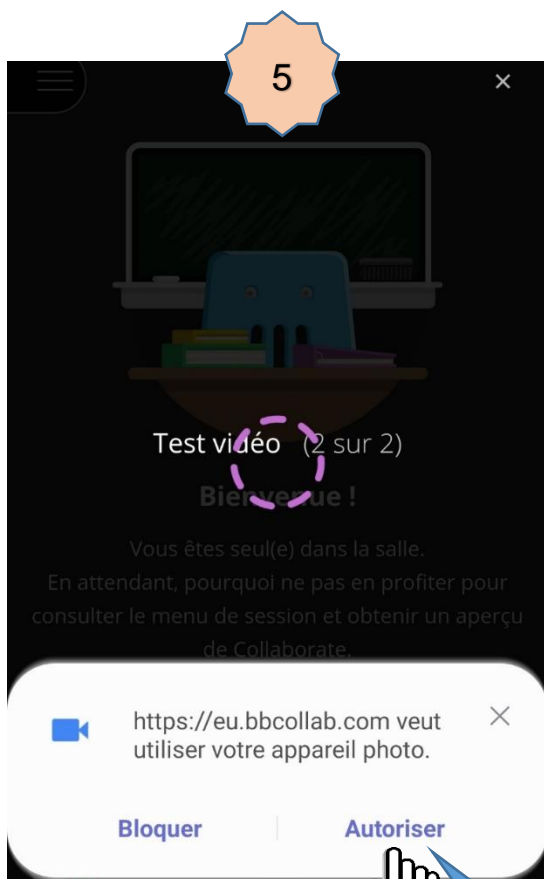 5
×
Test vidéo (2 sur 2)
Bienvenue !
Vous êtes seul(e) dans la salle.
En attendant, pourquoi ne pas en profiter pour
consulter le menu de session et obtenir un aperçu
de Collaborate.
https://eu.bbcollab.com veut
utiliser votre appareil photo.
Bloquer
Autoriser